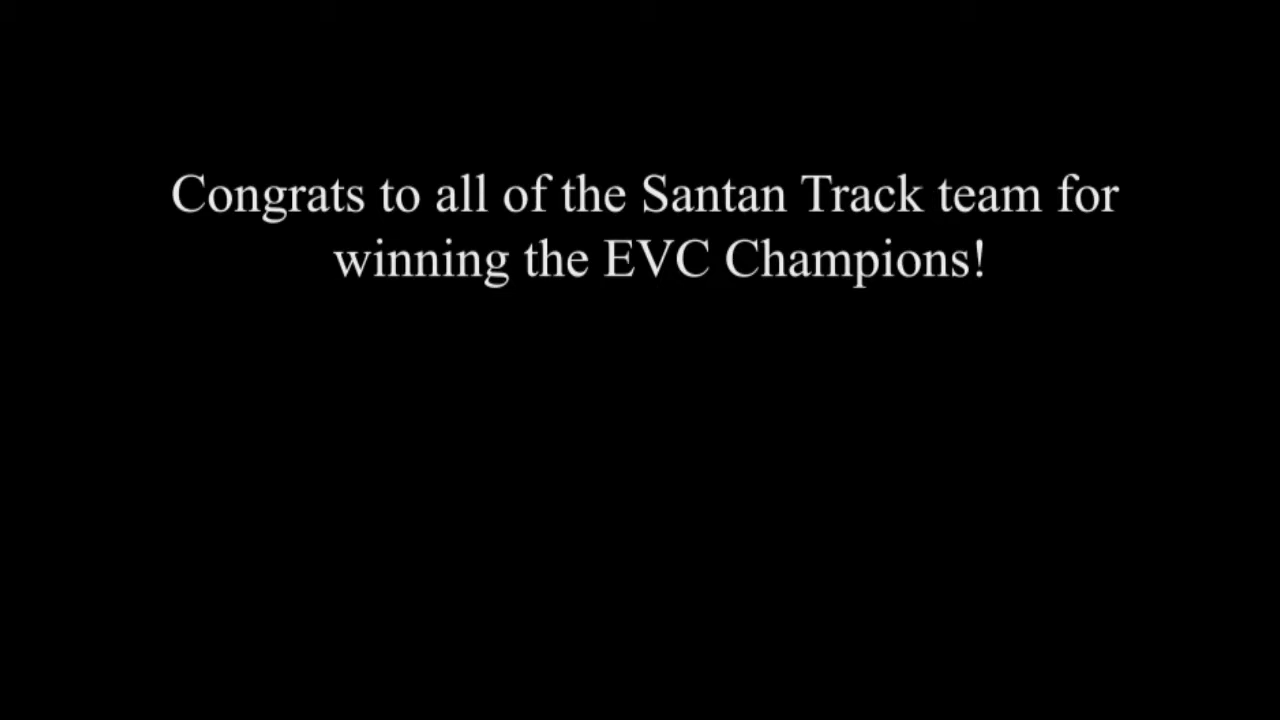 Congrats to all of the Santan Track team for
winning the EVC Champions!